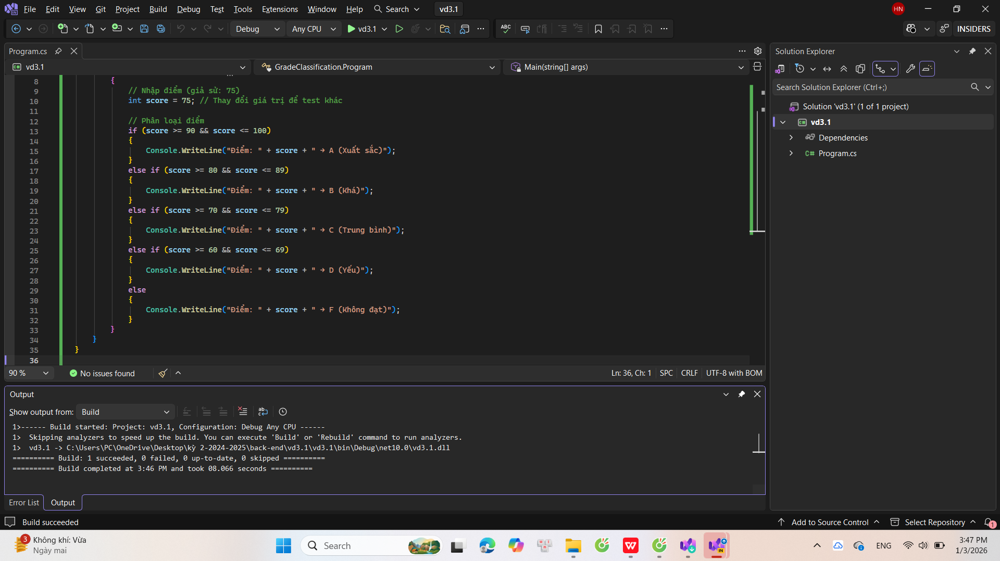 File Edit View Git Project Build Debug Test Tools Extensions Window Help Search vd3.1 HN
Debug Any CPU vd3.1 ABC INSIDERS
Program.cs
C# vd3.1 GradeClassification.Program Main(string[] args)
8 {
9 // Nhập điểm (giả sử: 75)
10 int score = 75; // Thay đổi giá trị để test khác
11
12 // Phân loại điểm
13 if (score >= 90 && score <= 100)
14 {
15 Console.WriteLine("Điểm: " + score + " → A (Xuất sắc)");
16 }
17 else if (score >= 80 && score <= 89)
18 {
19 Console.WriteLine("Điểm: " + score + " → B (Khá)");
20 }
21 else if (score >= 70 && score <= 79)
22 {
23 Console.WriteLine("Điểm: " + score + " → C (Trung bình)");
24 }
25 else if (score >= 60 && score <= 69)
26 {
27 Console.WriteLine("Điểm: " + score + " → D (Yếu)");
28 }
29 else
30 {
31 Console.WriteLine("Điểm: " + score + " → F (Không đạt)");
32 }
33 }
34 }
35 }
36
90 % No issues found Ln: 36, Ch: 1 SPC CRLF UTF-8 with BOM
Output
Show output from: Build
1>------ Build started: Project: vd3.1, Configuration: Debug Any CPU ------
1> Skipping analyzers to speed up the build. You can execute 'Build' or 'Rebuild' command to run analyzers.
1> vd3.1 -> C:\Users\PC\OneDrive\Desktop\kỳ 2-2024-2025\back-end\vd3.1\vd3.1\bin\Debug\net10.0\vd3.1.dll
========== Build: 1 succeeded, 0 failed, 0 up-to-date, 0 skipped ==========
========== Build completed at 3:46 PM and took 08.066 seconds ==========
Error List Output
Solution Explorer
Search Solution Explorer (Ctrl+;)
Solution 'vd3.1' (1 of 1 project)
C# vd3.1
Dependencies
C# Program.cs
Build succeeded Add to Source Control Select Repository 1
3 Không khí: Vừa
Ngày mai
Search
W
IN
ENG
3:47 PM
1/3/2026